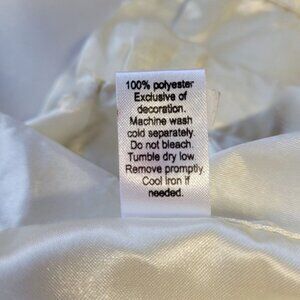 100% polyester
Exclusive of
decoration.
Machine wash
cold separately.
Do not bleach.
Tumble dry low.
Remove promptly.
Cool iron if
needed.